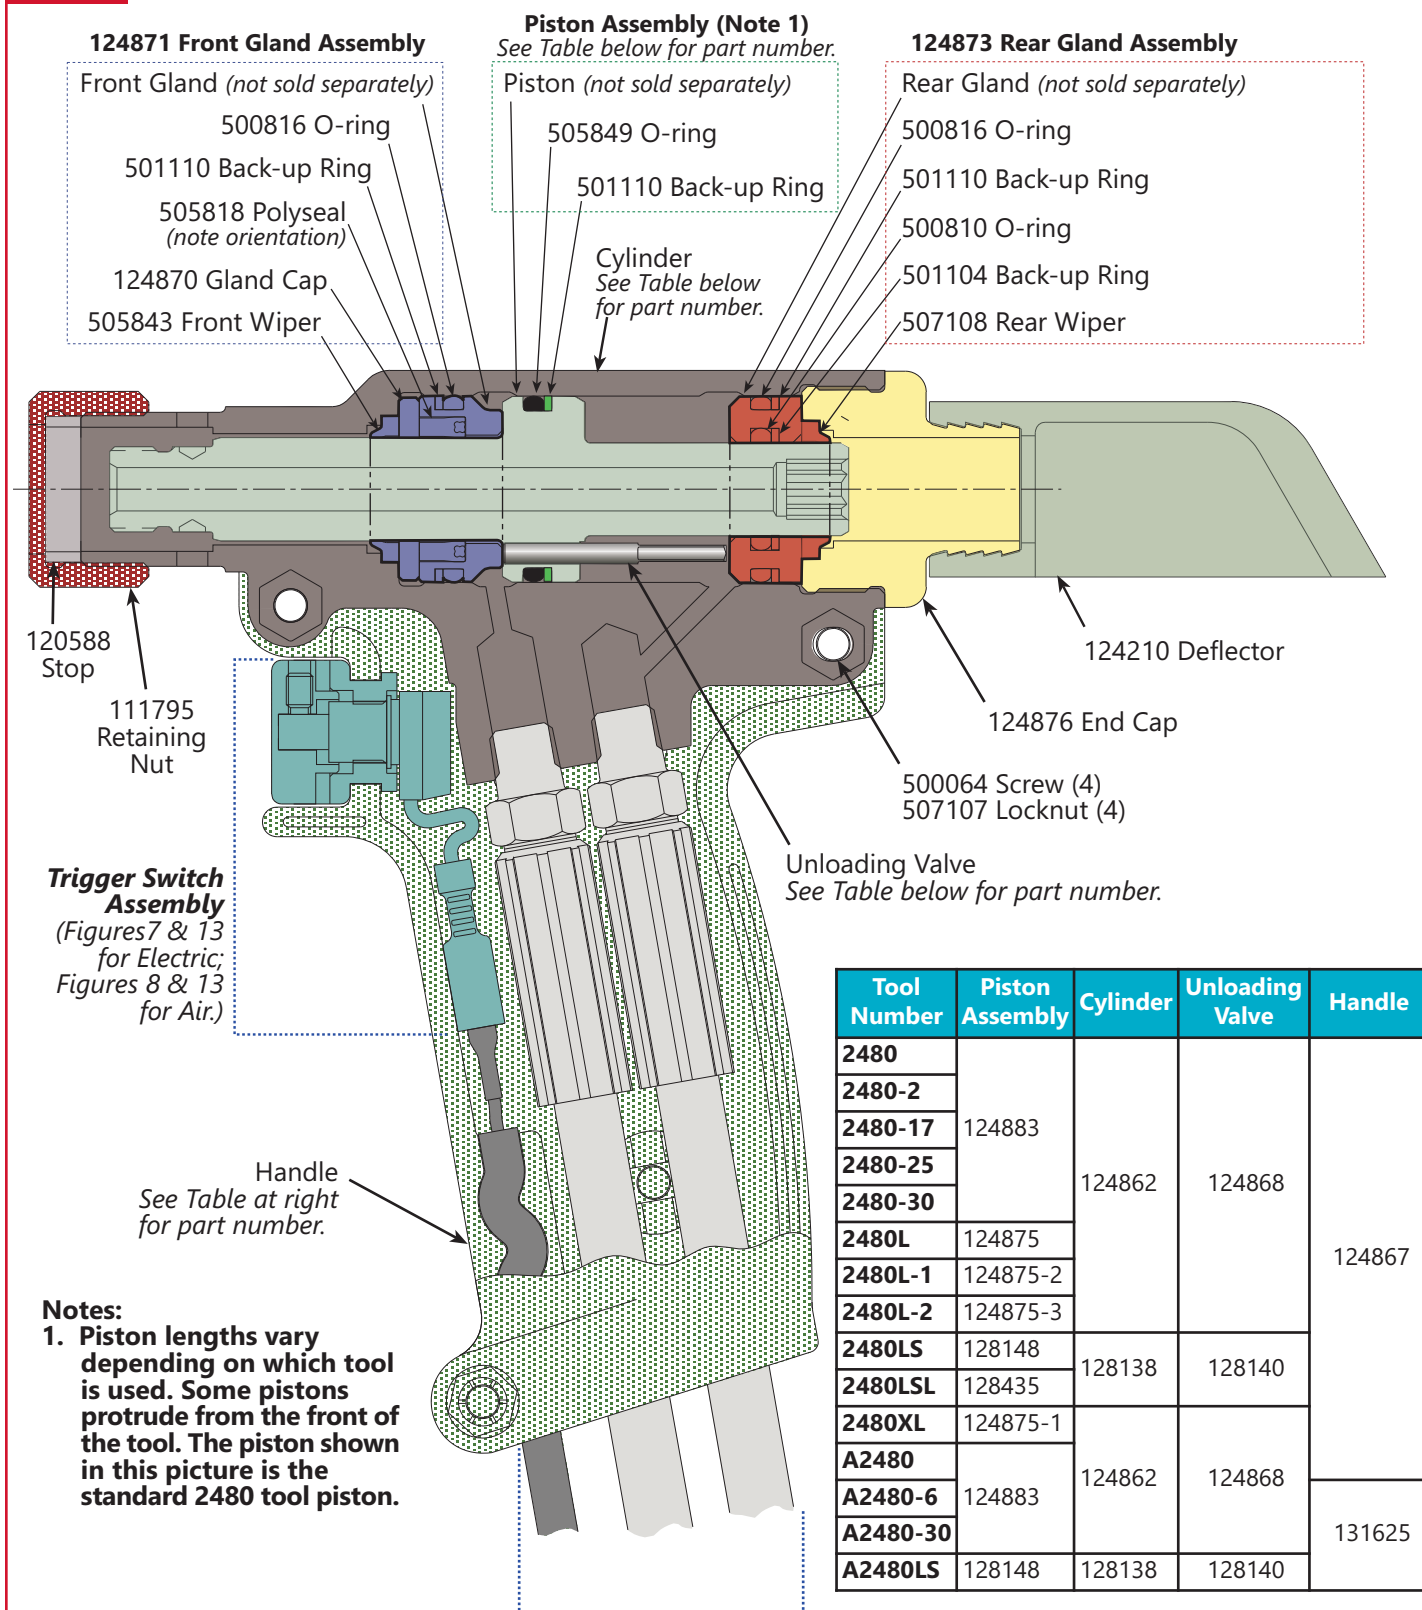 124871 Front Gland Assembly
Front Gland (not sold separately)
500816 O-ring
501110 Back-up Ring
505818 Polyseal
(note orientation)
124870 Gland Cap
505843 Front Wiper
Piston Assembly (Note 1)
See Table below for part number.
Piston (not sold separately)
505849 O-ring
501110 Back-up Ring
Cylinder
See Table below
for part number.
124873 Rear Gland Assembly
Rear Gland (not sold separately)
500816 O-ring
501110 Back-up Ring
500810 O-ring
501104 Back-up Ring
507108 Rear Wiper
120588
Stop
111795
Retaining
Nut
124210 Deflector
124876 End Cap
500064 Screw (4)
507107 Locknut (4)
Unloading Valve
See Table below for part number.
Trigger Switch
Assembly
(Figures7 & 13
for Electric;
Figures 8 & 13
for Air.)
Handle
See Table at right
for part number.
Notes:
1. Piston lengths vary
depending on which tool
is used. Some pistons
protrude from the front of
the tool. The piston shown
in this picture is the
standard 2480 tool piston.
Tool Number Piston Assembly Cylinder Unloading Valve Handle
2480 124883 124862 124868 124867
2480-2
2480-17
2480-25
2480-30
2480L 124875
2480L-1 124875-2
2480L-2 124875-3
2480LS 128148 128138 128140
2480LSL 128435
2480XL 124875-1 124862 124868
A2480 124883
A2480-6 131625
A2480-30
A2480LS 128148 128138 128140